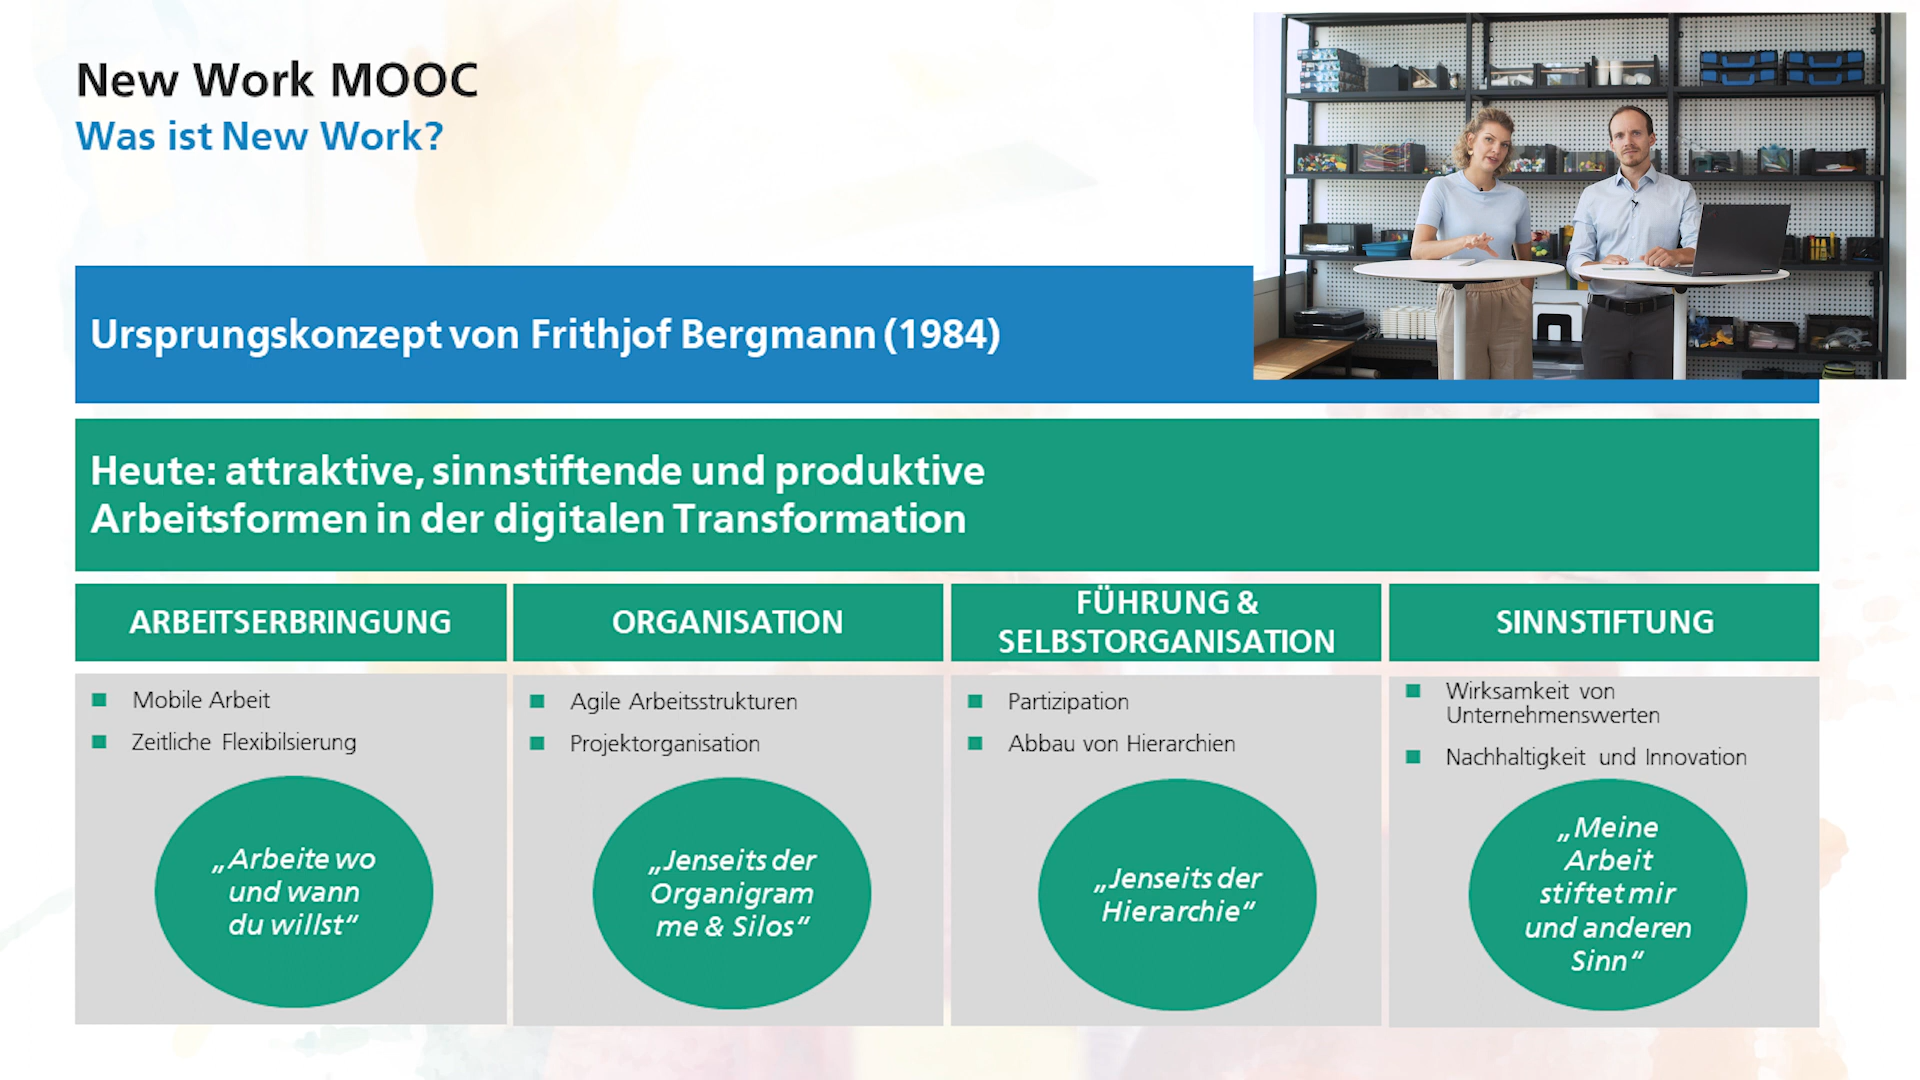 New Work MOOC
Was ist New Work?
Ursprungskonzept von Frithjof Bergmann (1984)
Heute: attraktive, sinnstiftende und produktive
Arbeitsformen in der digitalen Transformation
ARBEITSERBRINGUNG
Mobile Arbeit
Zeitliche Flexibilsierung
„Arbeite wo
und wann
du willst“
ORGANISATION
Agile Arbeitsstrukturen
Projektorganisation
„Jenseits der
Organigram
me & Silos“
FÜHRUNG &
SELBSTORGANISATION
Partizipation
Abbau von Hierarchien
„Jenseits der
Hierarchie“
SINNSTIFTUNG
Wirksamkeit von
Unternehmenswerten
Nachhaltigkeit und Innovation
„Meine
Arbeit
stiftet mir
und anderen
Sinn“